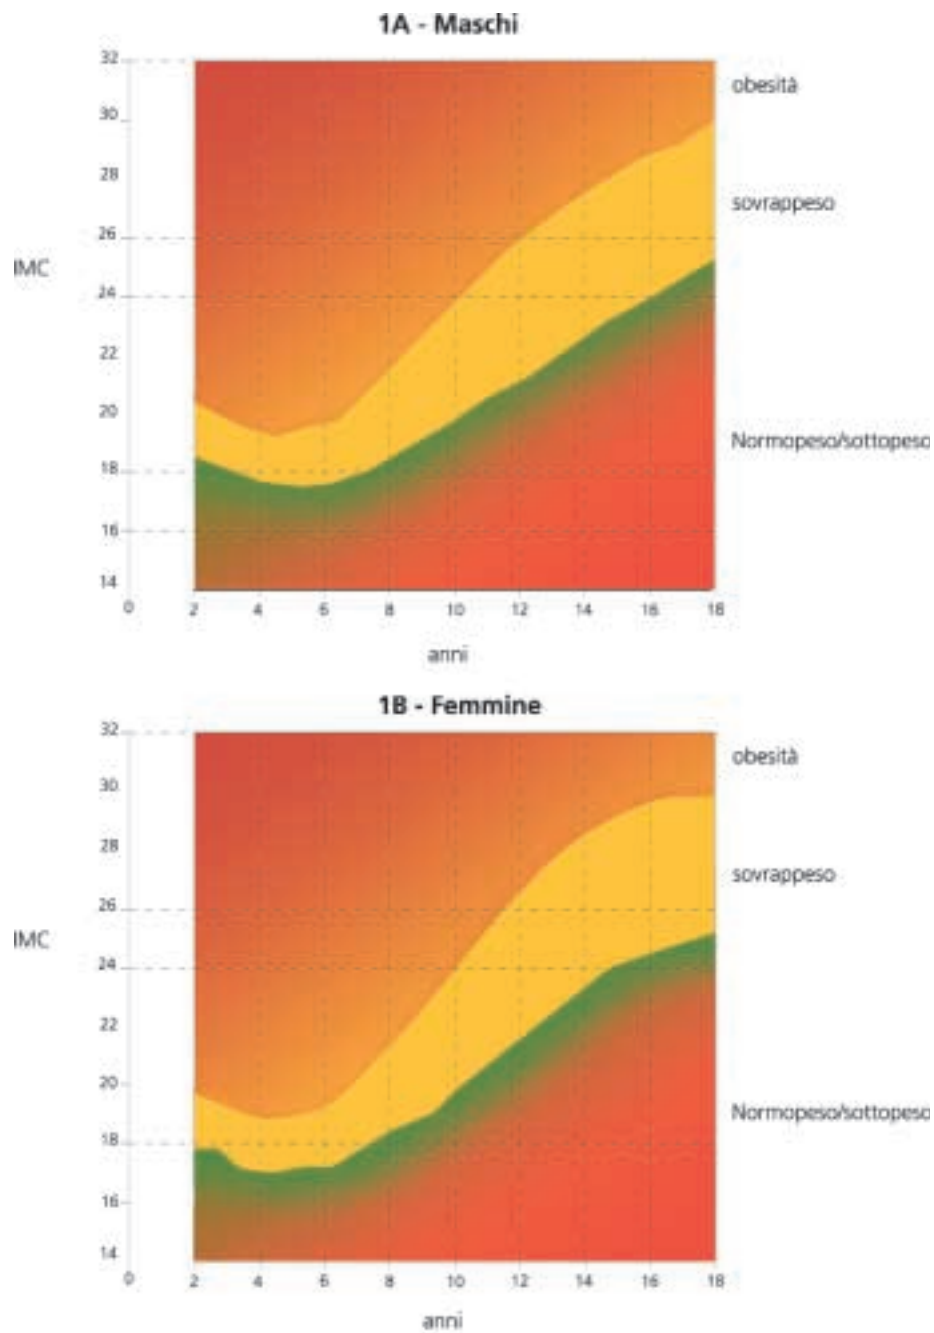 1A - Maschi
32
obesità
30
28
sovrappeso
26
IMC
24
22
20
Normopeso/sottopeso
18
16
14
0 2 4 6 8 10 12 14 16 18
anni
1B - Femmine
32
obesità
30
28
sovrappeso
26
IMC
24
22
20
Normopeso/sottopeso
18
16
14
0 2 4 6 8 10 12 14 16 18
anni